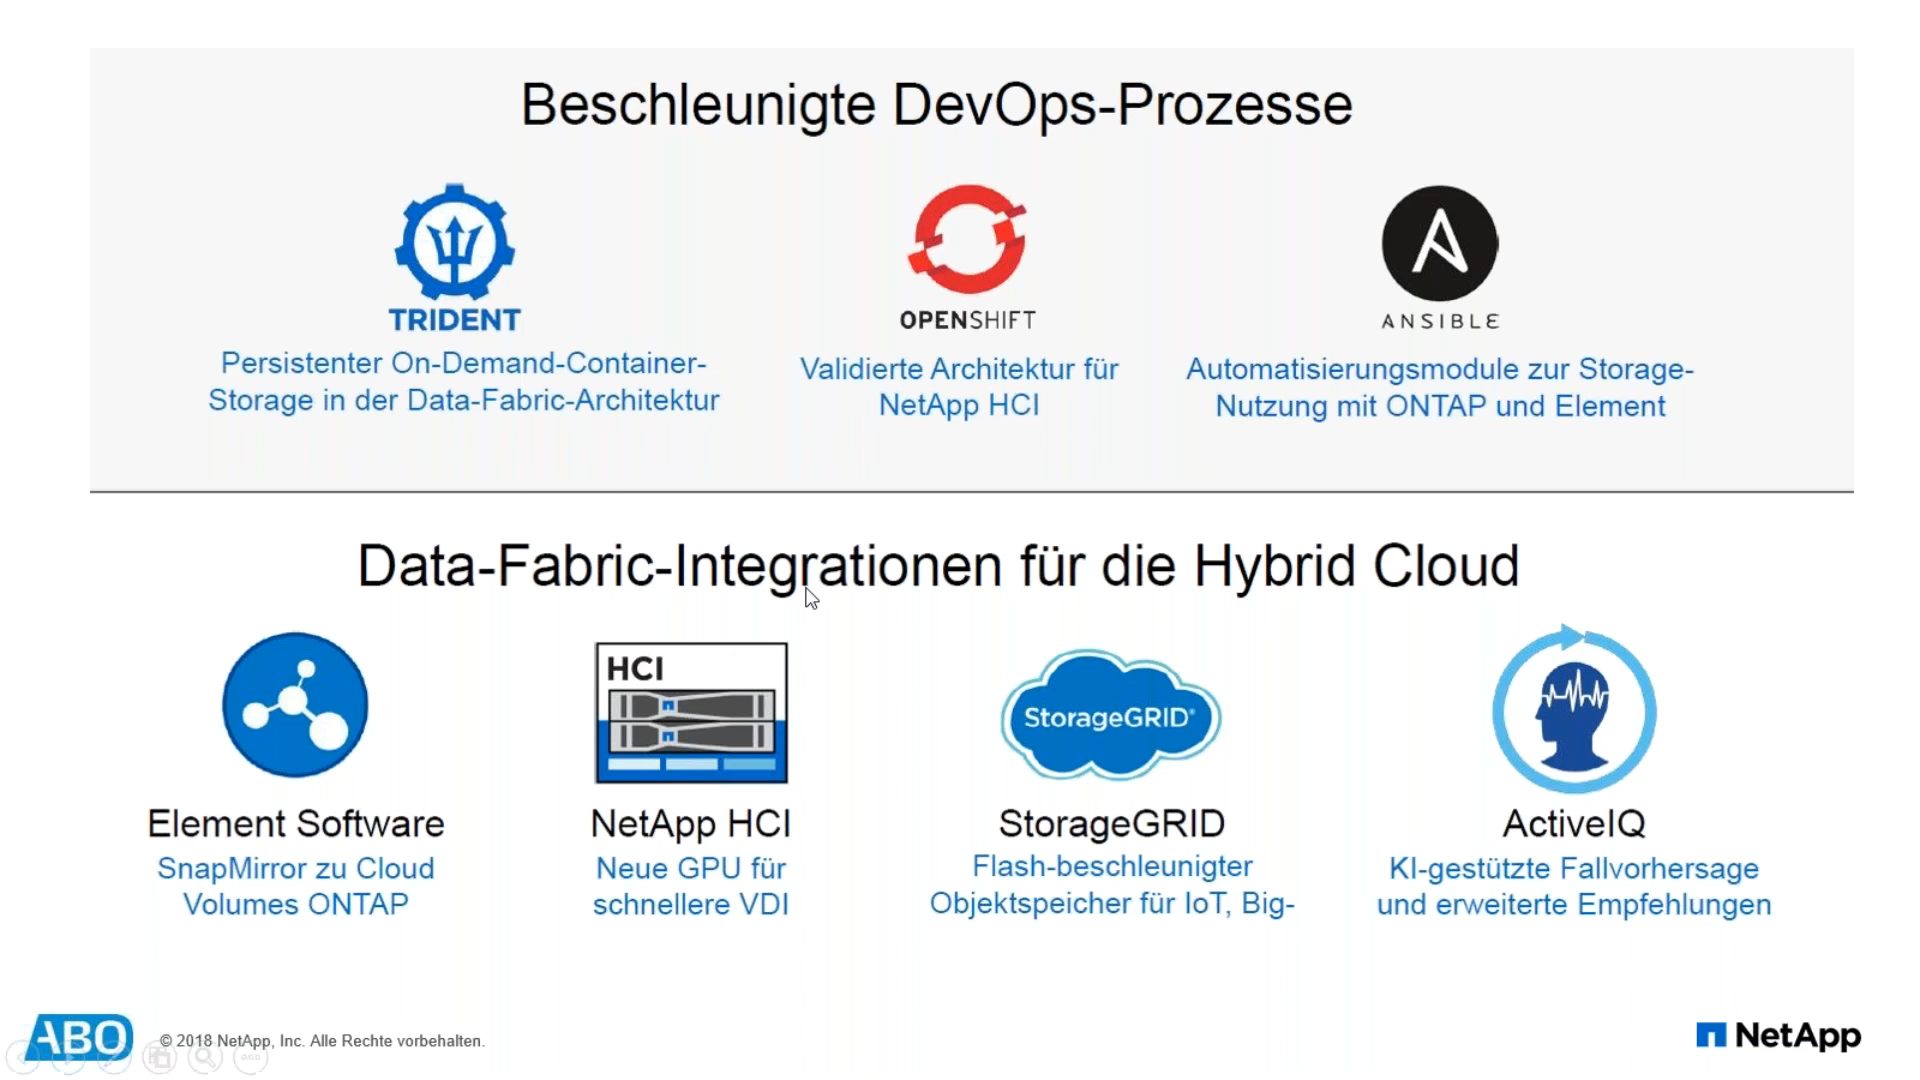 Beschleunigte DevOps-Prozesse
TRIDENT
Persistenter On-Demand-Container-
Storage in der Data-Fabric-Architektur
OPENSHIFT
Validierte Architektur für
NetApp HCI
ANSIBLE
Automatisierungsmodule zur Storage-
Nutzung mit ONTAP und Element
Data-Fabric-Integrationen für die Hybrid Cloud
Element Software
SnapMirror zu Cloud
Volumes ONTAP
HCI
NetApp HCI
Neue GPU für
schnellere VDI
StorageGRID®
StorageGRID
Flash-beschleunigter
Objektspeicher für IoT, Big-
ActiveIQ
KI-gestützte Fallvorhersage
und erweiterte Empfehlungen
ABO
© 2018 NetApp, Inc. Alle Rechte vorbehalten.
NetApp